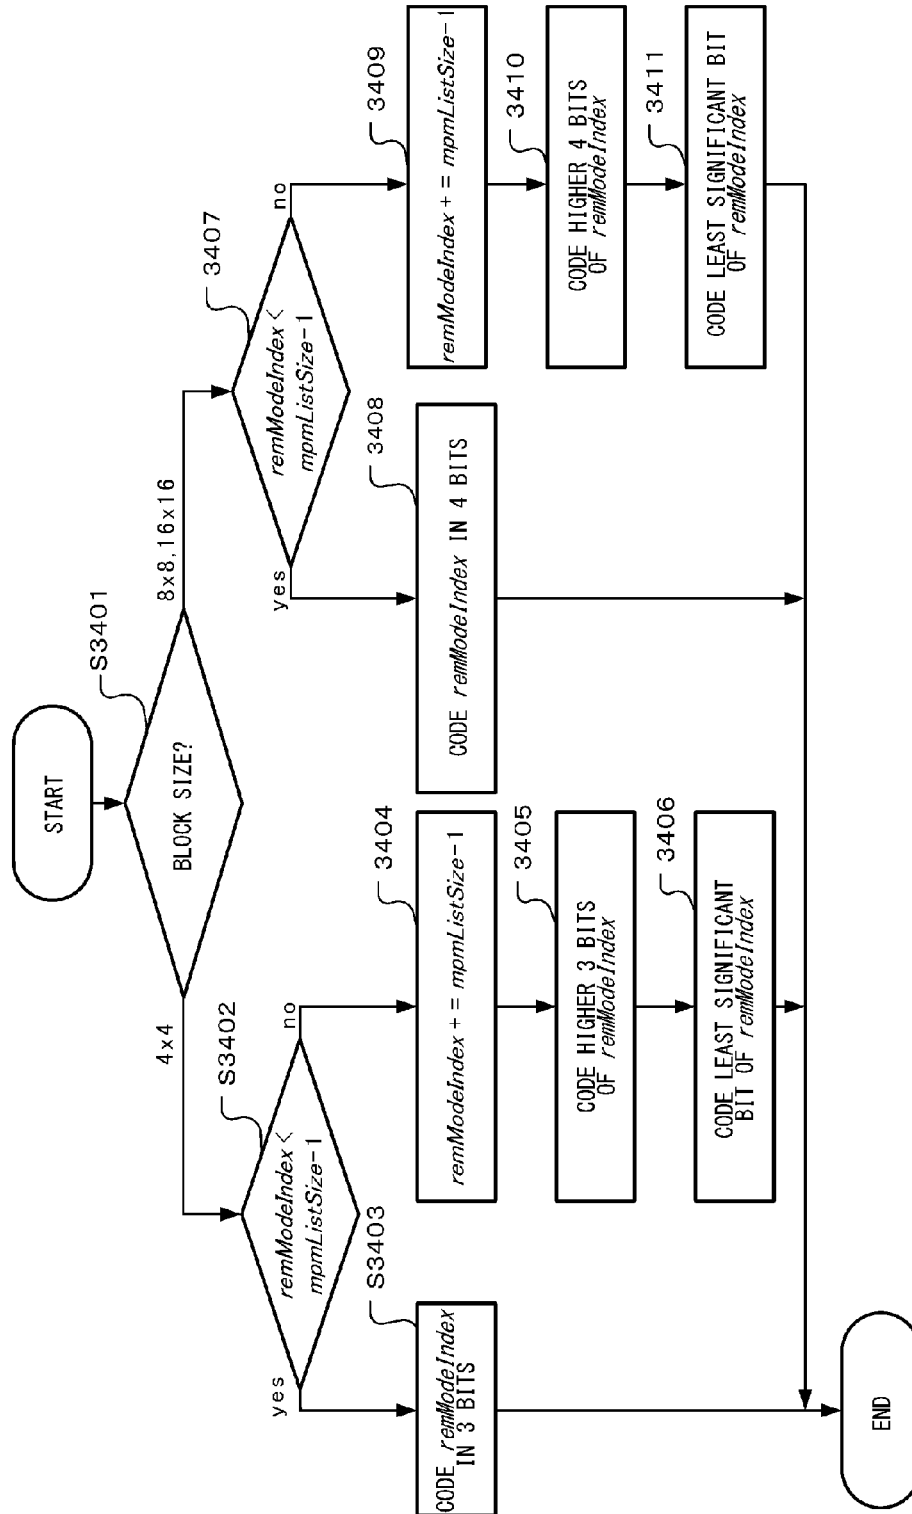 START
BLOCK SIZE?
S3401
4x4
8x8,16x16
remModeIndex<
mpmListSize-1
S3402
yes
no
CODE remModeIndex
IN 3 BITS
S3403
remModeIndex+=mpmListSize-1
3404
CODE HIGHER 3 BITS
OF remModeIndex
3405
CODE LEAST SIGNIFICANT
BIT OF remModeIndex
3406
remModeIndex<
mpmListSize-1
3407
yes
no
CODE remModeIndex IN 4 BITS
3408
remModeIndex+=mpmListSize-1
3409
CODE HIGHER 4 BITS
OF remModeIndex
3410
CODE LEAST SIGNIFICANT BIT
OF remModeIndex
3411
END